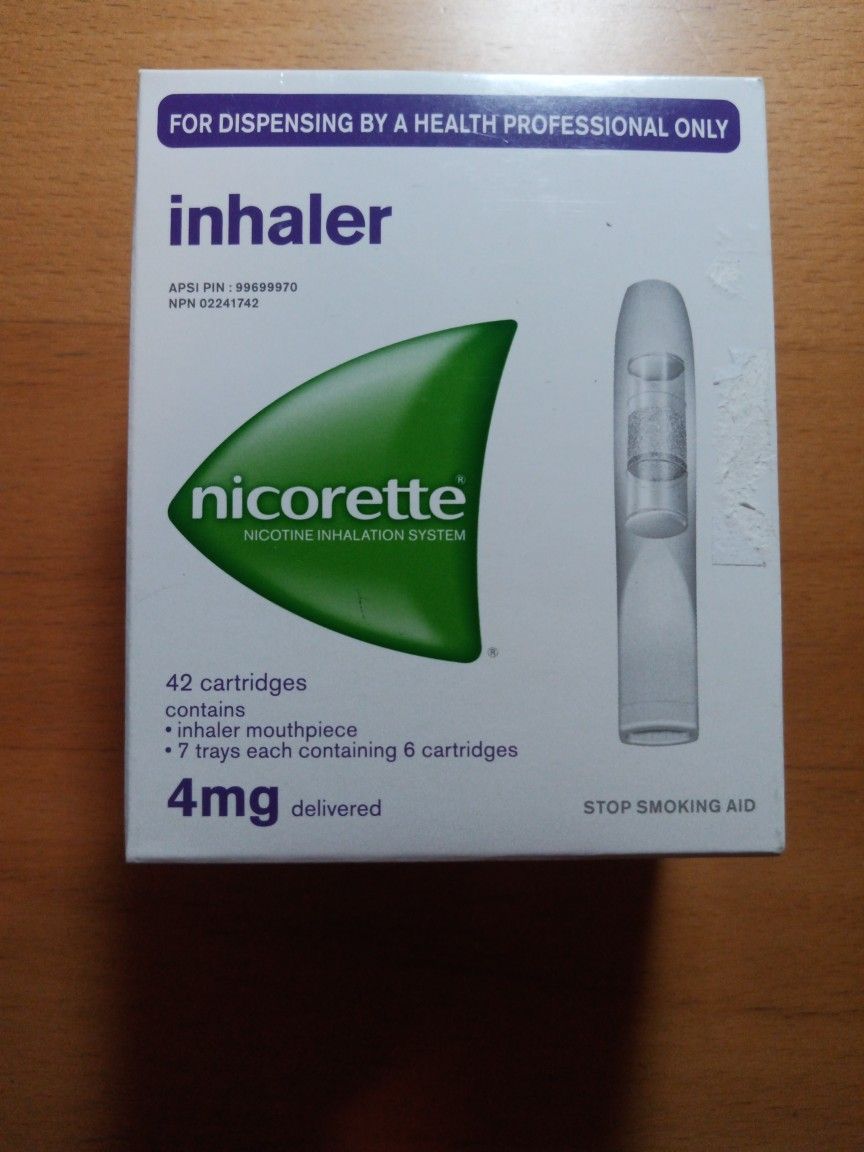 FOR DISPENSING BY A HEALTH PROFESSIONAL ONLY
inhaler
APSI PIN : 99699970
NPN 02241742
nicorette®
NICOTINE INHALATION SYSTEM
®
42 cartridges
contains
• inhaler mouthpiece
• 7 trays each containing 6 cartridges
4mg delivered
STOP SMOKING AID